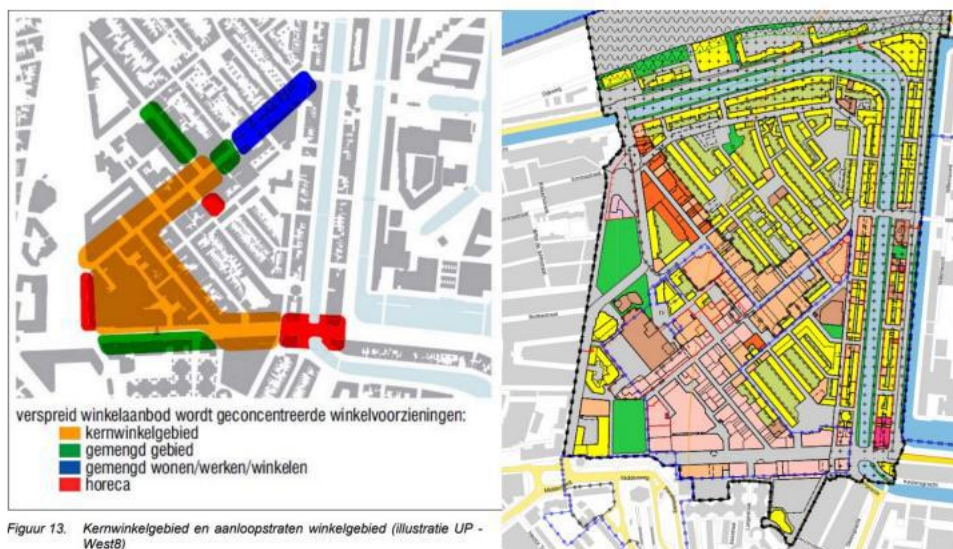 verspreid winkelaanbod wordt geconcentreerde winkelvoorzieningen:
kernwinkelgebied
gemengd gebied
gemengd wonen/werken/winkelen
horeca
Figuur 13. Kernwinkelgebied en aanloopstraten winkelgebied (illustratie UP -
West8)